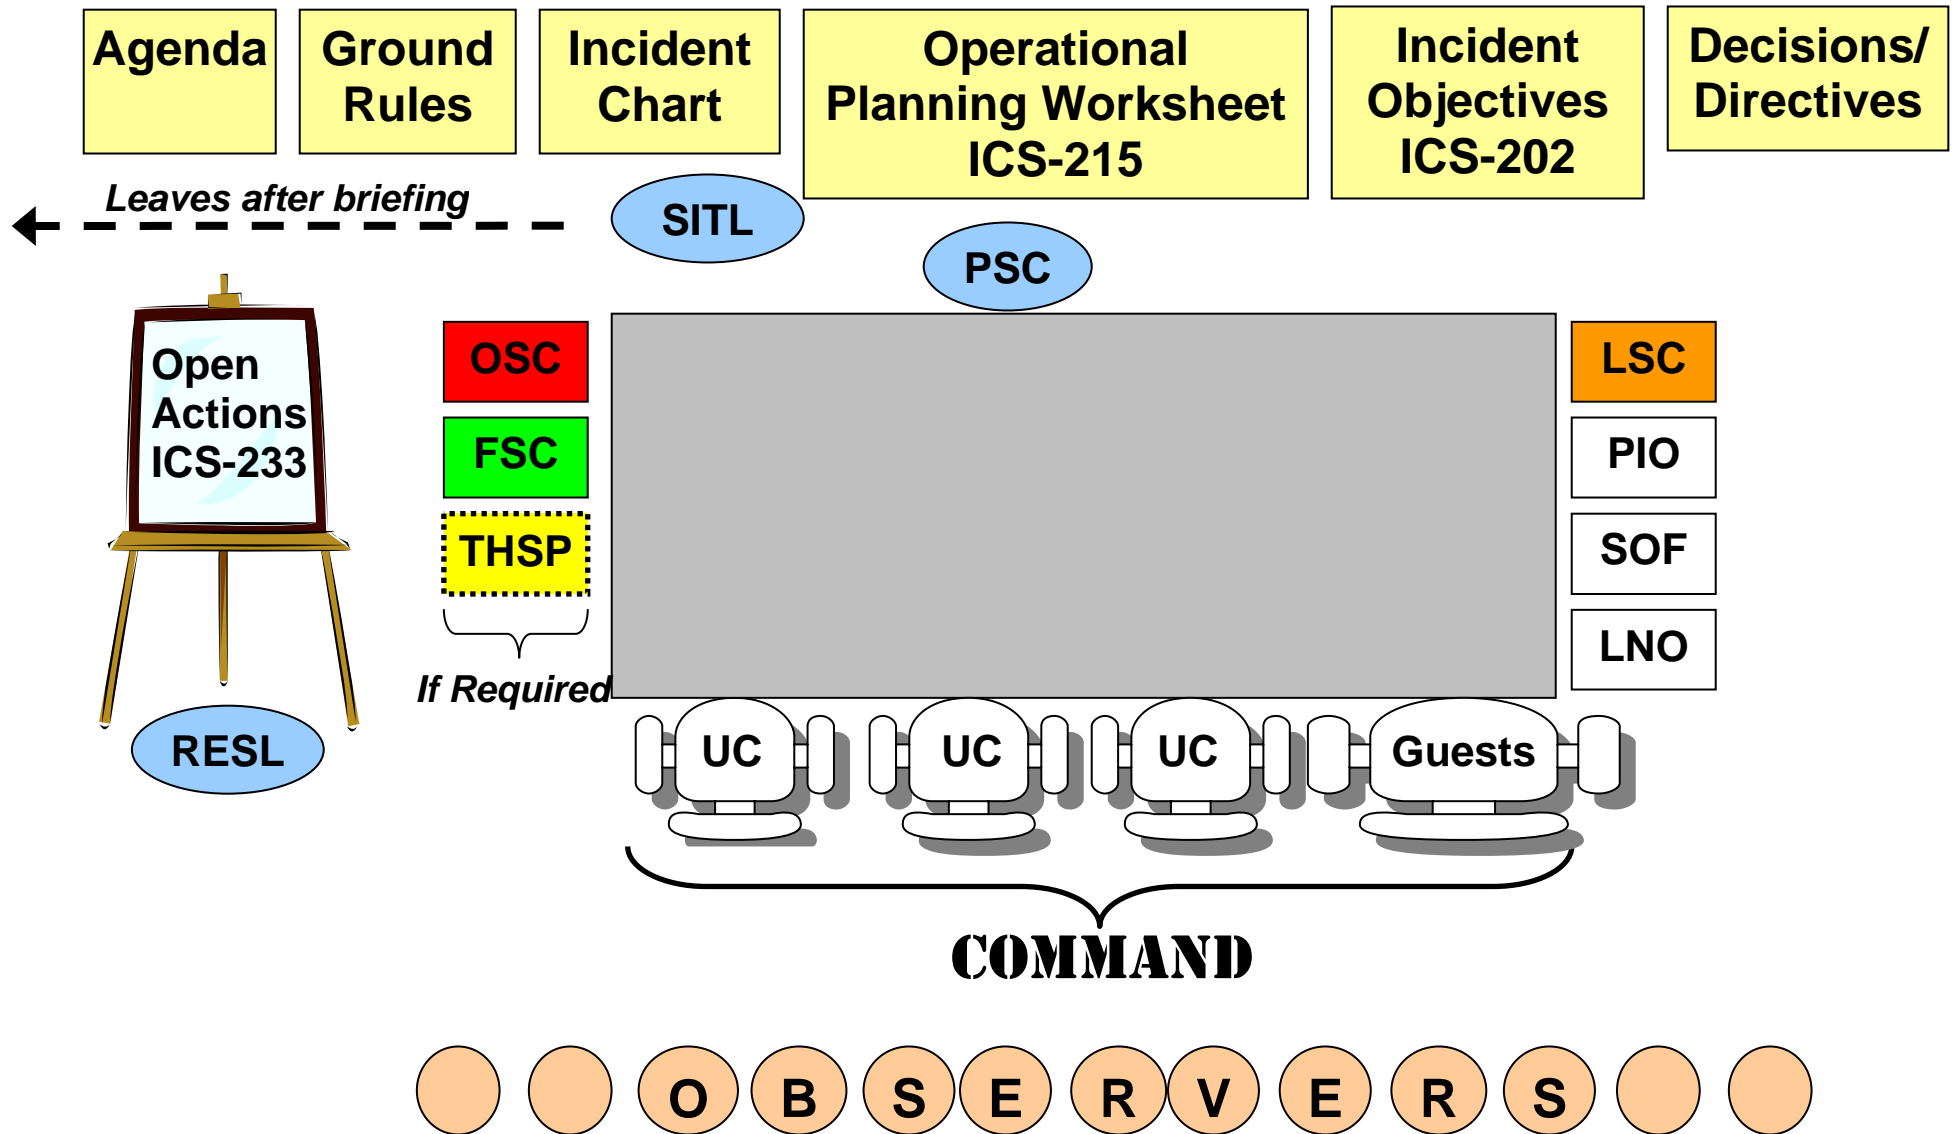 Agenda
Ground
Rules
Incident
Chart
Operational
Planning Worksheet
ICS-215
Incident
Objectives
ICS-202
Decisions/
Directives
Leaves after briefing
SITL
PSC
Open
Actions
ICS-233
OSC
FSC
THSP
If Required
LSC
PIO
SOF
LNO
RESL
UC
UC
UC
Guests
COMMAND
O B S E R V E R S